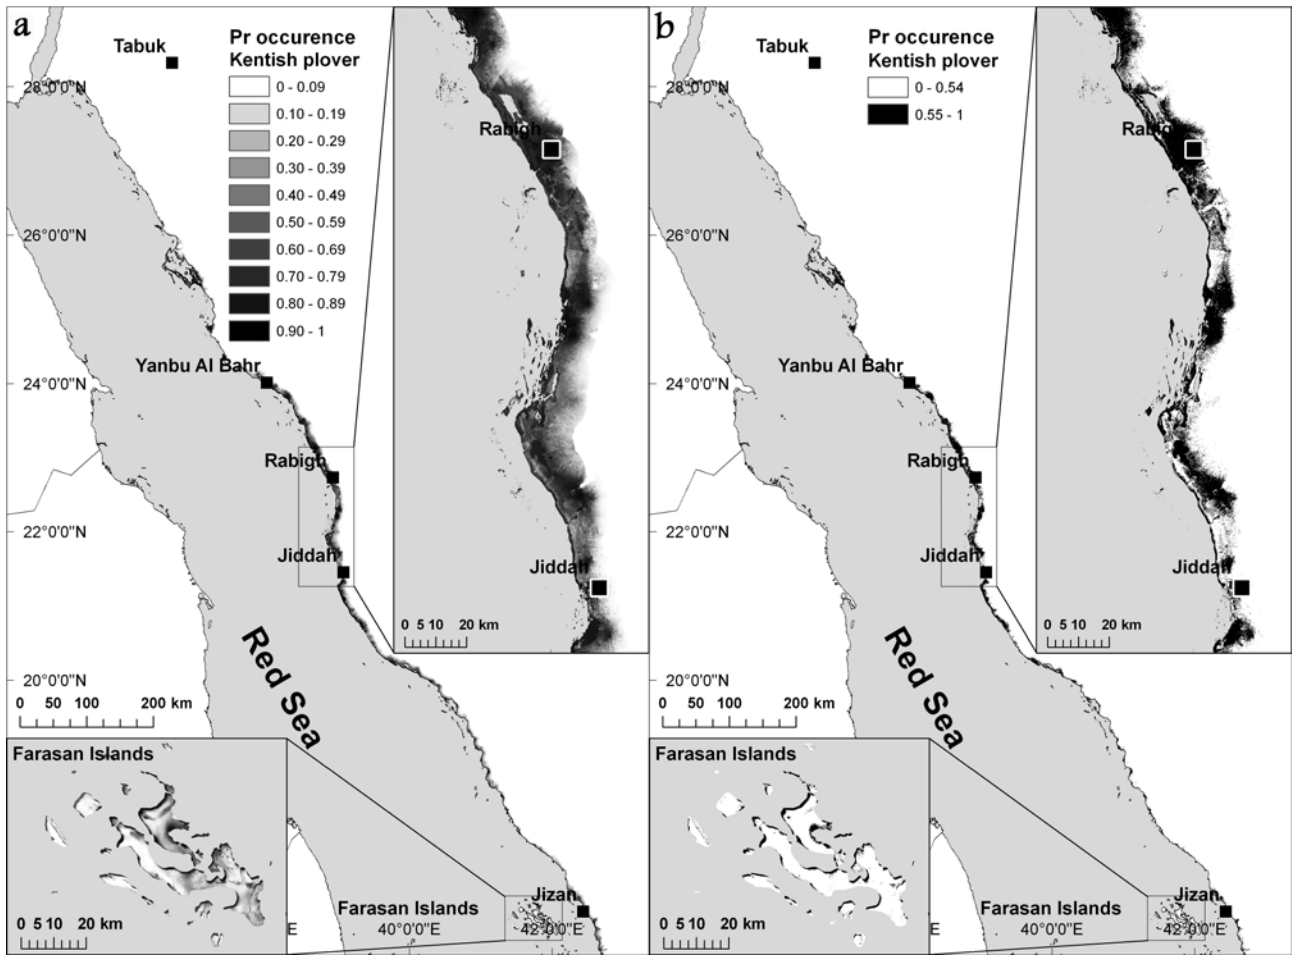 a
Tabuk
Pr occurence
Kentish plover
0 - 0.09
0.10 - 0.19
0.20 - 0.29
0.30 - 0.39
0.40 - 0.49
0.50 - 0.59
0.60 - 0.69
0.70 - 0.79
0.80 - 0.89
0.90 - 1
28°0'0"N
26°0'0"N
24°0'0"N
22°0'0"N
20°0'0"N
Yanbu Al Bahr
Rabigh
Jiddah
Red Sea
0 50 100 200 km
Rabigh
Jiddah
0 5 10 20 km
Farasan Islands
0 5 10 20 km
Farasan Islands
Jizan
E
40°0'0"E
42°0'0"E
b
Tabuk
Pr occurence
Kentish plover
0 - 0.54
0.55 - 1
28°0'0"N
26°0'0"N
24°0'0"N
22°0'0"N
20°0'0"N
Yanbu Al Bahr
Rabigh
Jiddah
Red Sea
0 50 100 200 km
Rabigh
Jiddah
0 5 10 20 km
Farasan Islands
0 5 10 20 km
Farasan Islands
Jizan
E
40°0'0"E
42°0'0"E